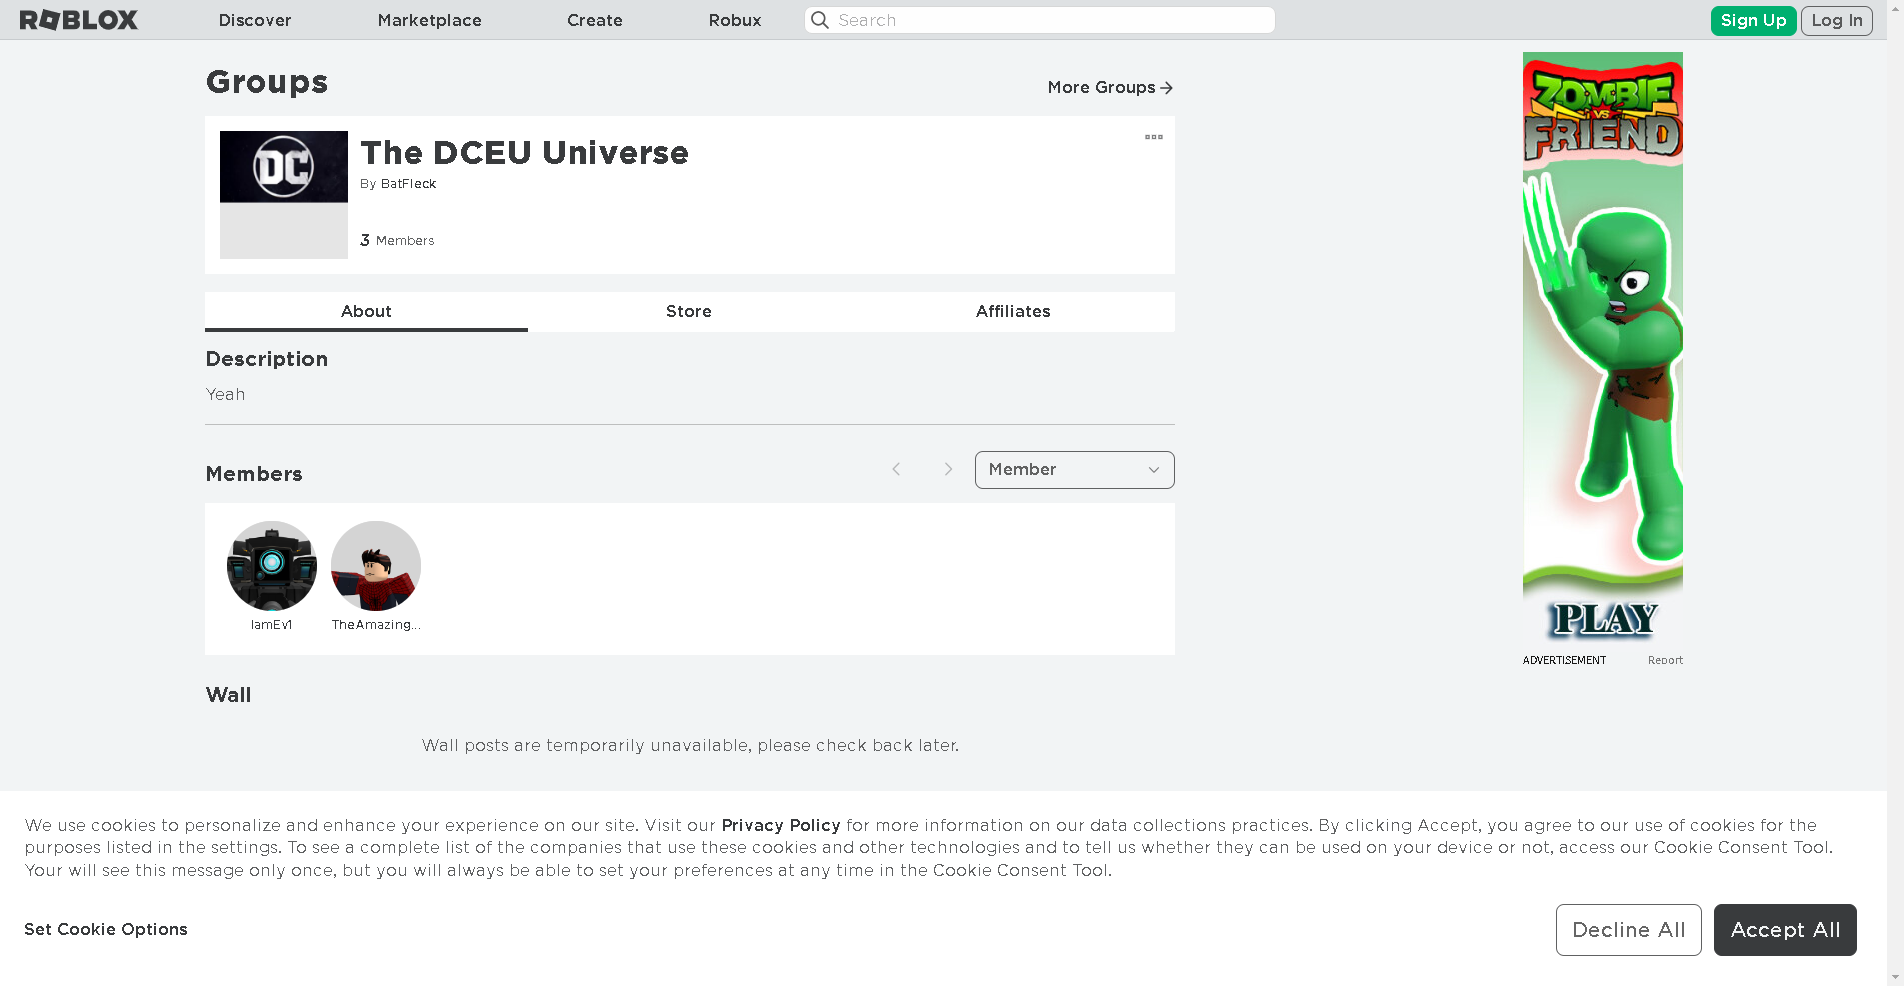 ROBLOX Discover Marketplace Create Robux Search Sign Up Log In
Groups
More Groups
DC
The DCEU Universe
By BatFleck
3 Members
About Store Affiliates
Description
Yeah
Members
Member
IamEv1 TheAmazing...
Wall
Wall posts are temporarily unavailable, please check back later.
ZOMBIE
VS
FRIEND
PLAY
ADVERTISEMENT Report
We use cookies to personalize and enhance your experience on our site. Visit our Privacy Policy for more information on our data collections practices. By clicking Accept, you agree to our use of cookies for the
purposes listed in the settings. To see a complete list of the companies that use these cookies and other technologies and to tell us whether they can be used on your device or not, access our Cookie Consent Tool.
Your will see this message only once, but you will always be able to set your preferences at any time in the Cookie Consent Tool.
Set Cookie Options
Decline All Accept All